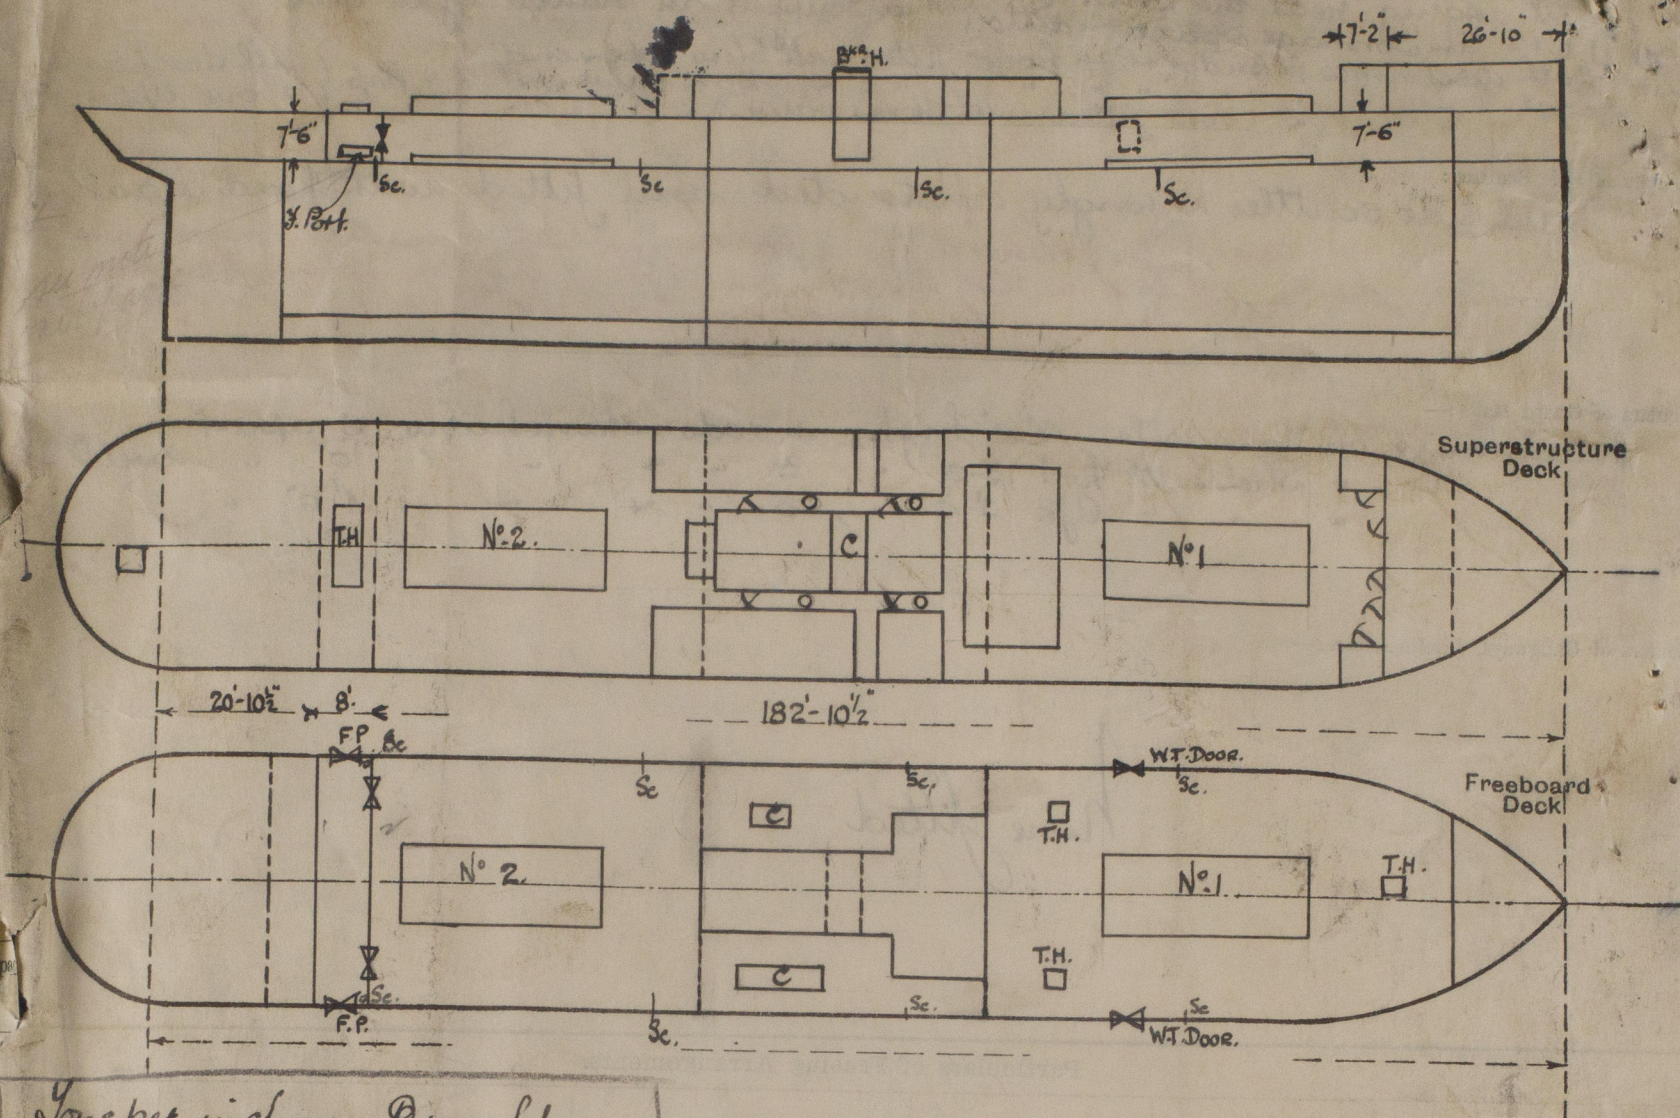 7'-2" 26'-10"
BKR. H.
7'-6" 7'-6"
Sc. Sc Sc. Sc.
F. Port.
Superstructure
Deck
T.H No. 2. C No. 1
20'-10½" 8'. 182'-10½"
F.P. Sc W.T. DOOR.
Sc Sc. Sc.
Freeboard
Deck
C T.H.
No. 2. No. 1. T.H.
C T.H.
Sc. Sc. Sc
F.P. Sc. W.T. DOOR.